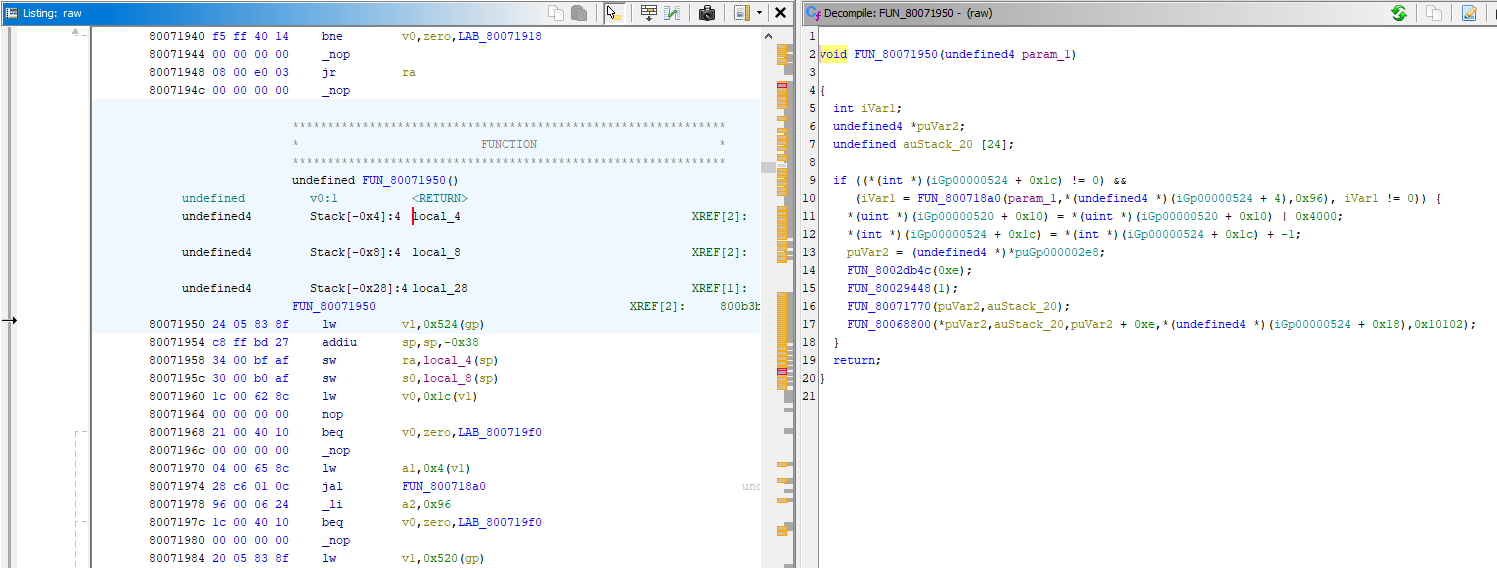 Listing: raw
80071940 f5 ff 40 14 bne v0,zero,LAB_80071918
80071944 00 00 00 00 _nop
80071948 08 00 e0 03 jr ra
8007194c 00 00 00 00 _nop
**************************************************************
* FUNCTION *
**************************************************************
undefined FUN_80071950()
undefined v0:1 <RETURN>
undefined4 Stack[-0x4]:4 local_4 XREF[2]:
undefined4 Stack[-0x8]:4 local_8 XREF[2]:
undefined4 Stack[-0x28]:4 local_28 XREF[1]:
FUN_80071950 XREF[2]: 800b3b
80071950 24 05 83 8f lw v1,0x524(gp)
80071954 c8 ff bd 27 addiu sp,sp,-0x38
80071958 34 00 bf af sw ra,local_4(sp)
8007195c 30 00 b0 af sw s0,local_8(sp)
80071960 1c 00 62 8c lw v0,0x1c(v1)
80071964 00 00 00 00 nop
80071968 21 00 40 10 beq v0,zero,LAB_800719f0
8007196c 00 00 00 00 _nop
80071970 04 00 65 8c lw a1,0x4(v1)
80071974 28 c6 01 0c jal FUN_800718a0 und
80071978 96 00 06 24 _li a2,0x96
8007197c 1c 00 40 10 beq v0,zero,LAB_800719f0
80071980 00 00 00 00 _nop
80071984 20 05 83 8f lw v1,0x520(gp)
Decompile: FUN_80071950 - (raw)
1
2 void FUN_80071950(undefined4 param_1)
3
4 {
5 int iVar1;
6 undefined4 *puVar2;
7 undefined auStack_20 [24];
8
9 if ((*(int *)(iGp00000524 + 0x1c) != 0) &&
10 (iVar1 = FUN_800718a0(param_1,*(undefined4 *)(iGp00000524 + 4),0x96), iVar1 != 0)) {
11 *(uint *)(iGp00000520 + 0x10) = *(uint *)(iGp00000520 + 0x10) | 0x4000;
12 *(int *)(iGp00000524 + 0x1c) = *(int *)(iGp00000524 + 0x1c) + -1;
13 puVar2 = (undefined4 *)*puGp000002e8;
14 FUN_8002db4c(0xe);
15 FUN_80029448(1);
16 FUN_80071770(puVar2,auStack_20);
17 FUN_80068800(*puVar2,auStack_20,puVar2 + 0xe,*(undefined4 *)(iGp00000524 + 0x18),0x10102);
18 }
19 return;
20 }
21